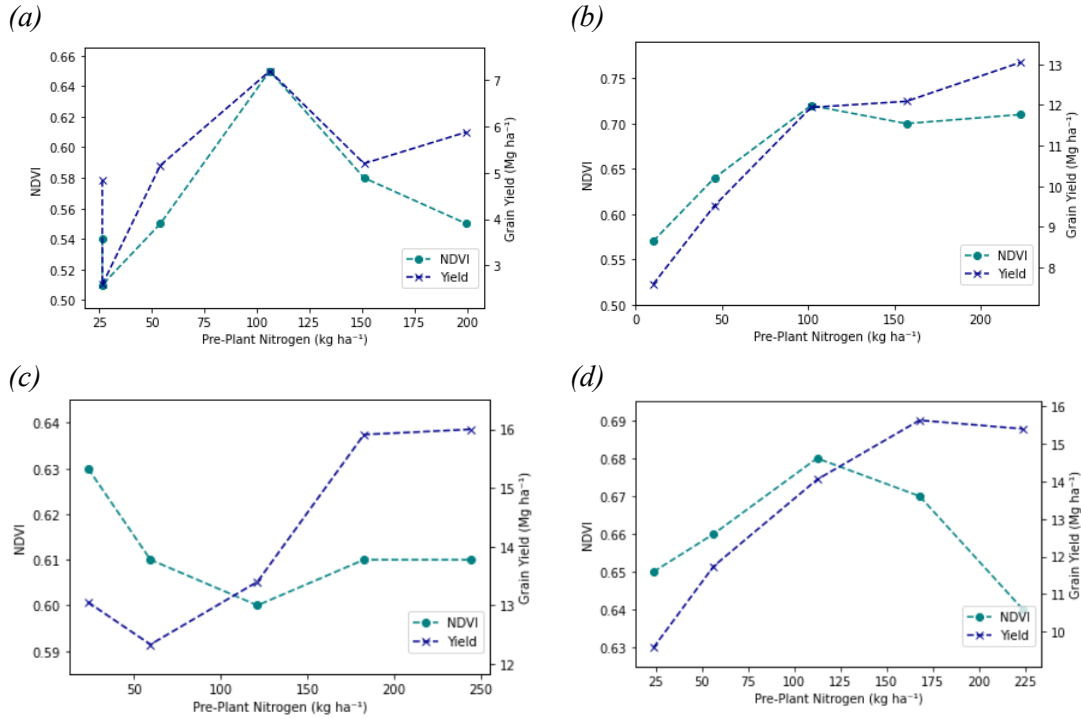 (a)
0.66
0.64
0.62
0.60
0.58
0.56
0.54
0.52
0.50
NDVI
7
6
5
4
3
Grain Yield (Mg ha⁻¹)
NDVI
Yield
25 50 75 100 125 150 175 200
Pre-Plant Nitrogen (kg ha⁻¹)
(b)
0.75
0.70
0.65
0.60
0.55
0.50
NDVI
13
12
11
10
9
8
Grain Yield (Mg ha⁻¹)
NDVI
Yield
0 50 100 150 200
Pre-Plant Nitrogen (kg ha⁻¹)
(c)
0.64
0.63
0.62
0.61
0.60
0.59
NDVI
16
15
14
13
12
Grain Yield (Mg ha⁻¹)
NDVI
Yield
50 100 150 200 250
Pre-Plant Nitrogen (kg ha⁻¹)
(d)
0.69
0.68
0.67
0.66
0.65
0.64
0.63
NDVI
16
15
14
13
12
11
10
Grain Yield (Mg ha⁻¹)
NDVI
Yield
25 50 75 100 125 150 175 200 225
Pre-Plant Nitrogen (kg ha⁻¹)